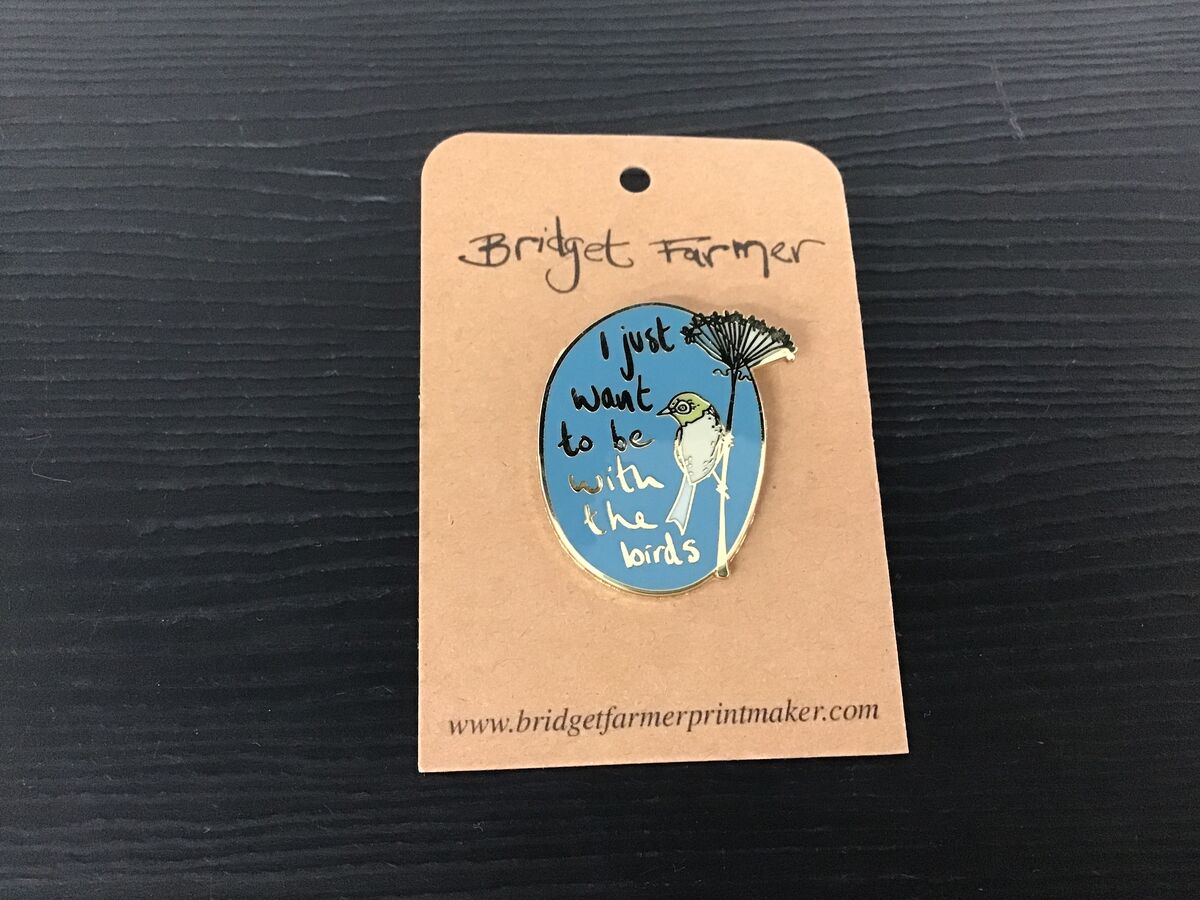 Bridget Farmer
I just
want
to be
with
the
birds
www.bridgetfarmerprintmaker.com